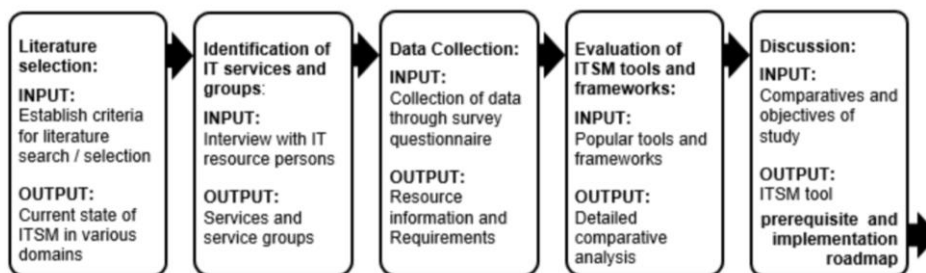 Literature
selection:
INPUT:
Establish criteria
for literature
search / selection
OUTPUT:
Current state of
ITSM in various
domains
Identification of
IT services and
groups:
INPUT:
Interview with IT
resource persons
OUTPUT:
Services and
service groups
Data Collection:
INPUT:
Collection of data
through survey
questionnaire
OUTPUT:
Resource
information and
Requirements
Evaluation of
ITSM tools and
frameworks:
INPUT:
Popular tools and
frameworks
OUTPUT:
Detailed
comparative
analysis
Discussion:
INPUT:
Comparatives and
objectives of
study
OUTPUT:
ITSM tool
prerequisite and
implementation
roadmap